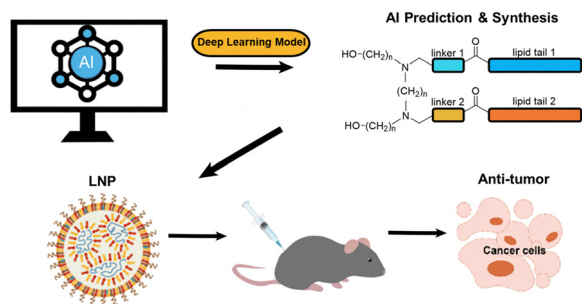 AI
Deep Learning Model
AI Prediction & Synthesis
HO-(CH₂)n
N
linker 1
O
lipid tail 1
(CH₂)n
HO-(CH₂)n
N
linker 2
O
lipid tail 2
LNP
Anti-tumor
Cancer cells